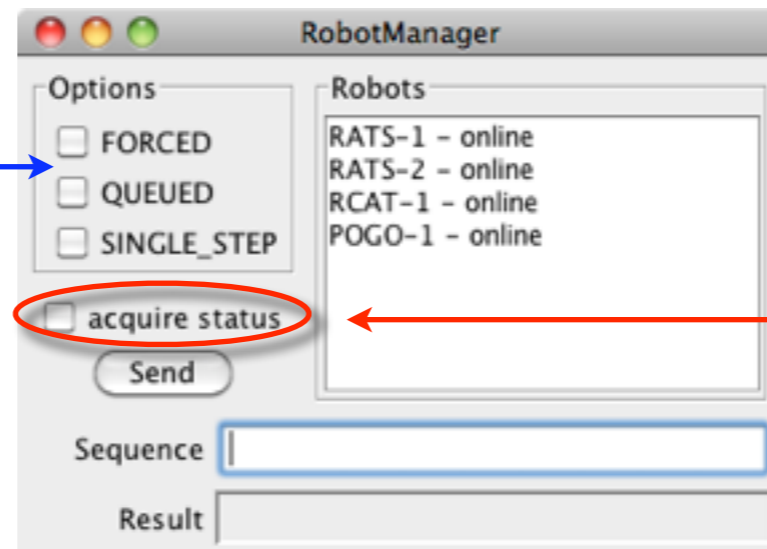 RobotManager
Options
FORCED
QUEUED
SINGLE_STEP
acquire status
Send
Robots
RATS-1 - online
RATS-2 - online
RCAT-1 - online
POGO-1 - online
Sequence
Result